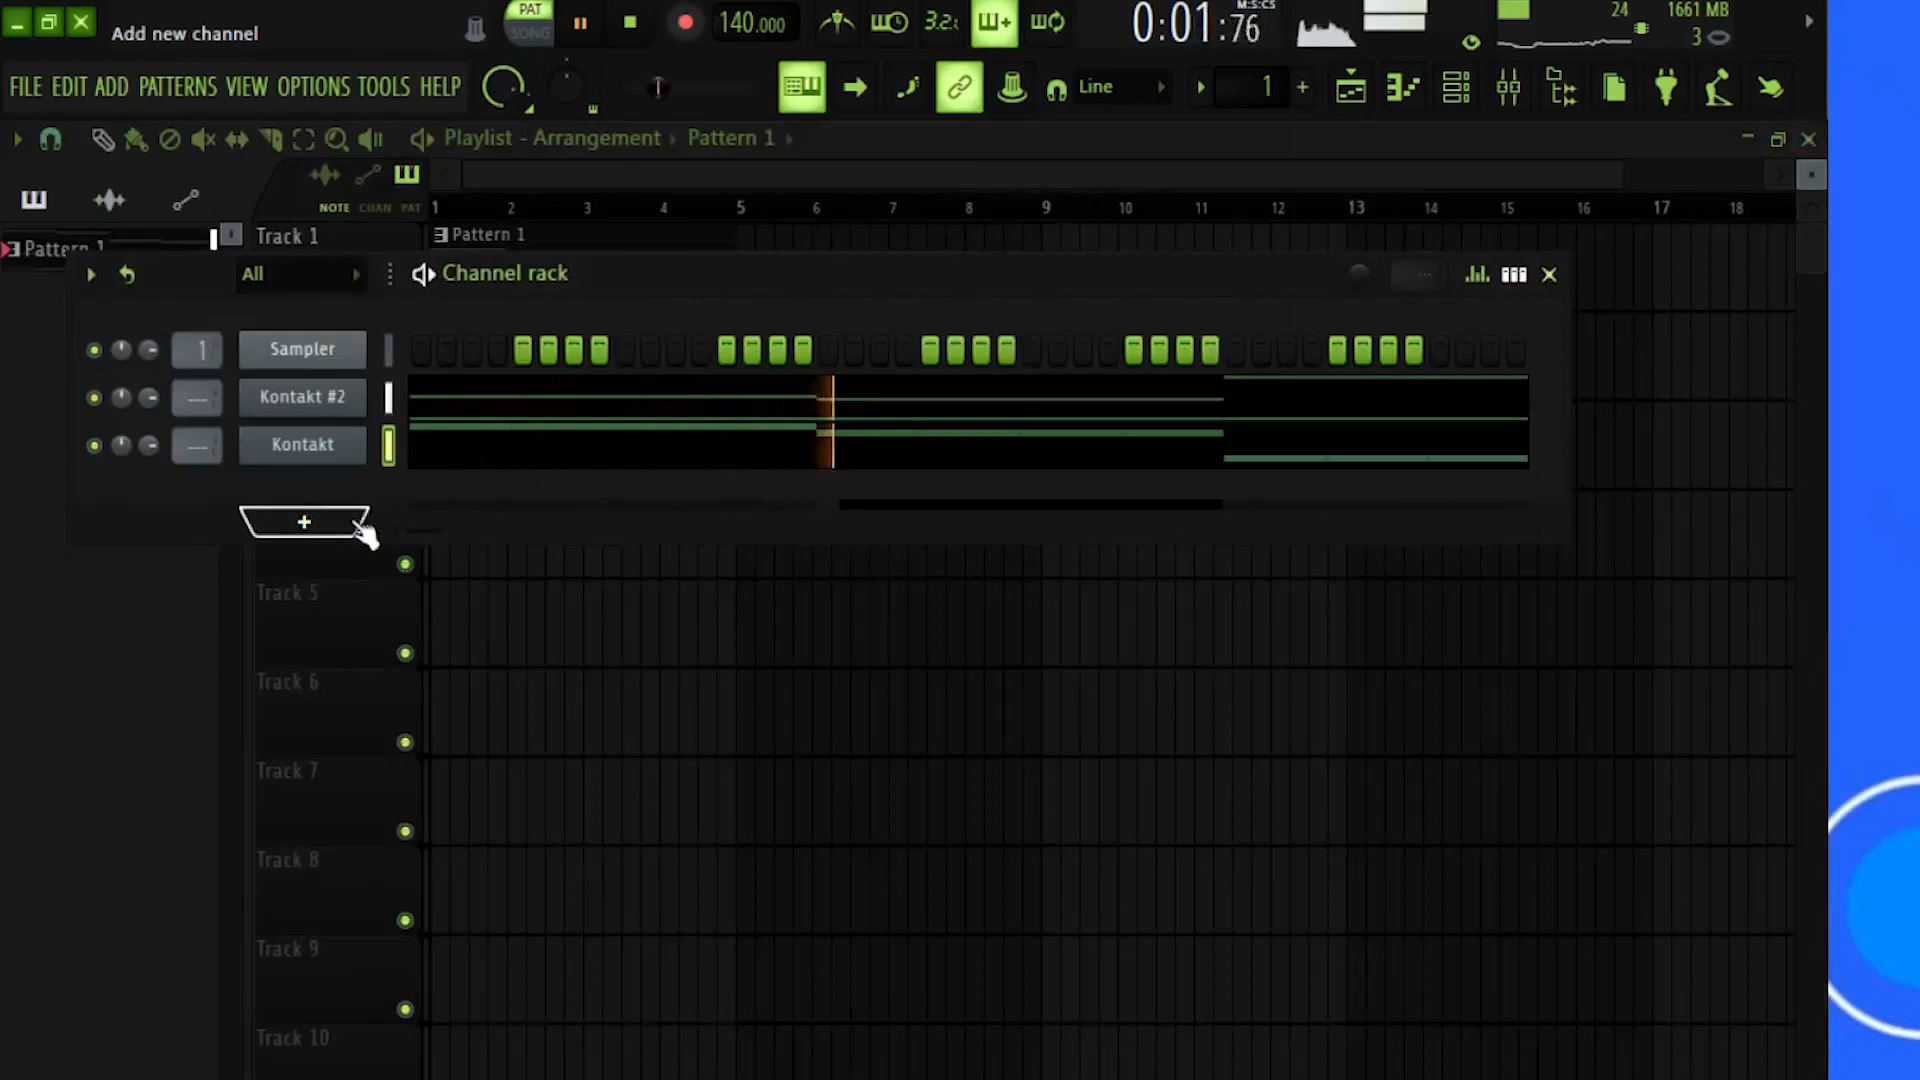 PAT
SONG
140.000
3.2:
0:01:76
M:S:CS
24
1661 MB
3
Add new channel
FILE EDIT ADD PATTERNS VIEW OPTIONS TOOLS HELP
Line
1
+
Playlist - Arrangement › Pattern 1 ›
NOTE CHAN PAT
1 2 3 4 5 6 7 8 9 10 11 12 13 14 15 16 17 18
Pattern 1
Track 1
Pattern 1
All
Channel rack
1
Sampler
---
Kontakt #2
---
Kontakt
+
Track 5
Track 6
Track 7
Track 8
Track 9
Track 10